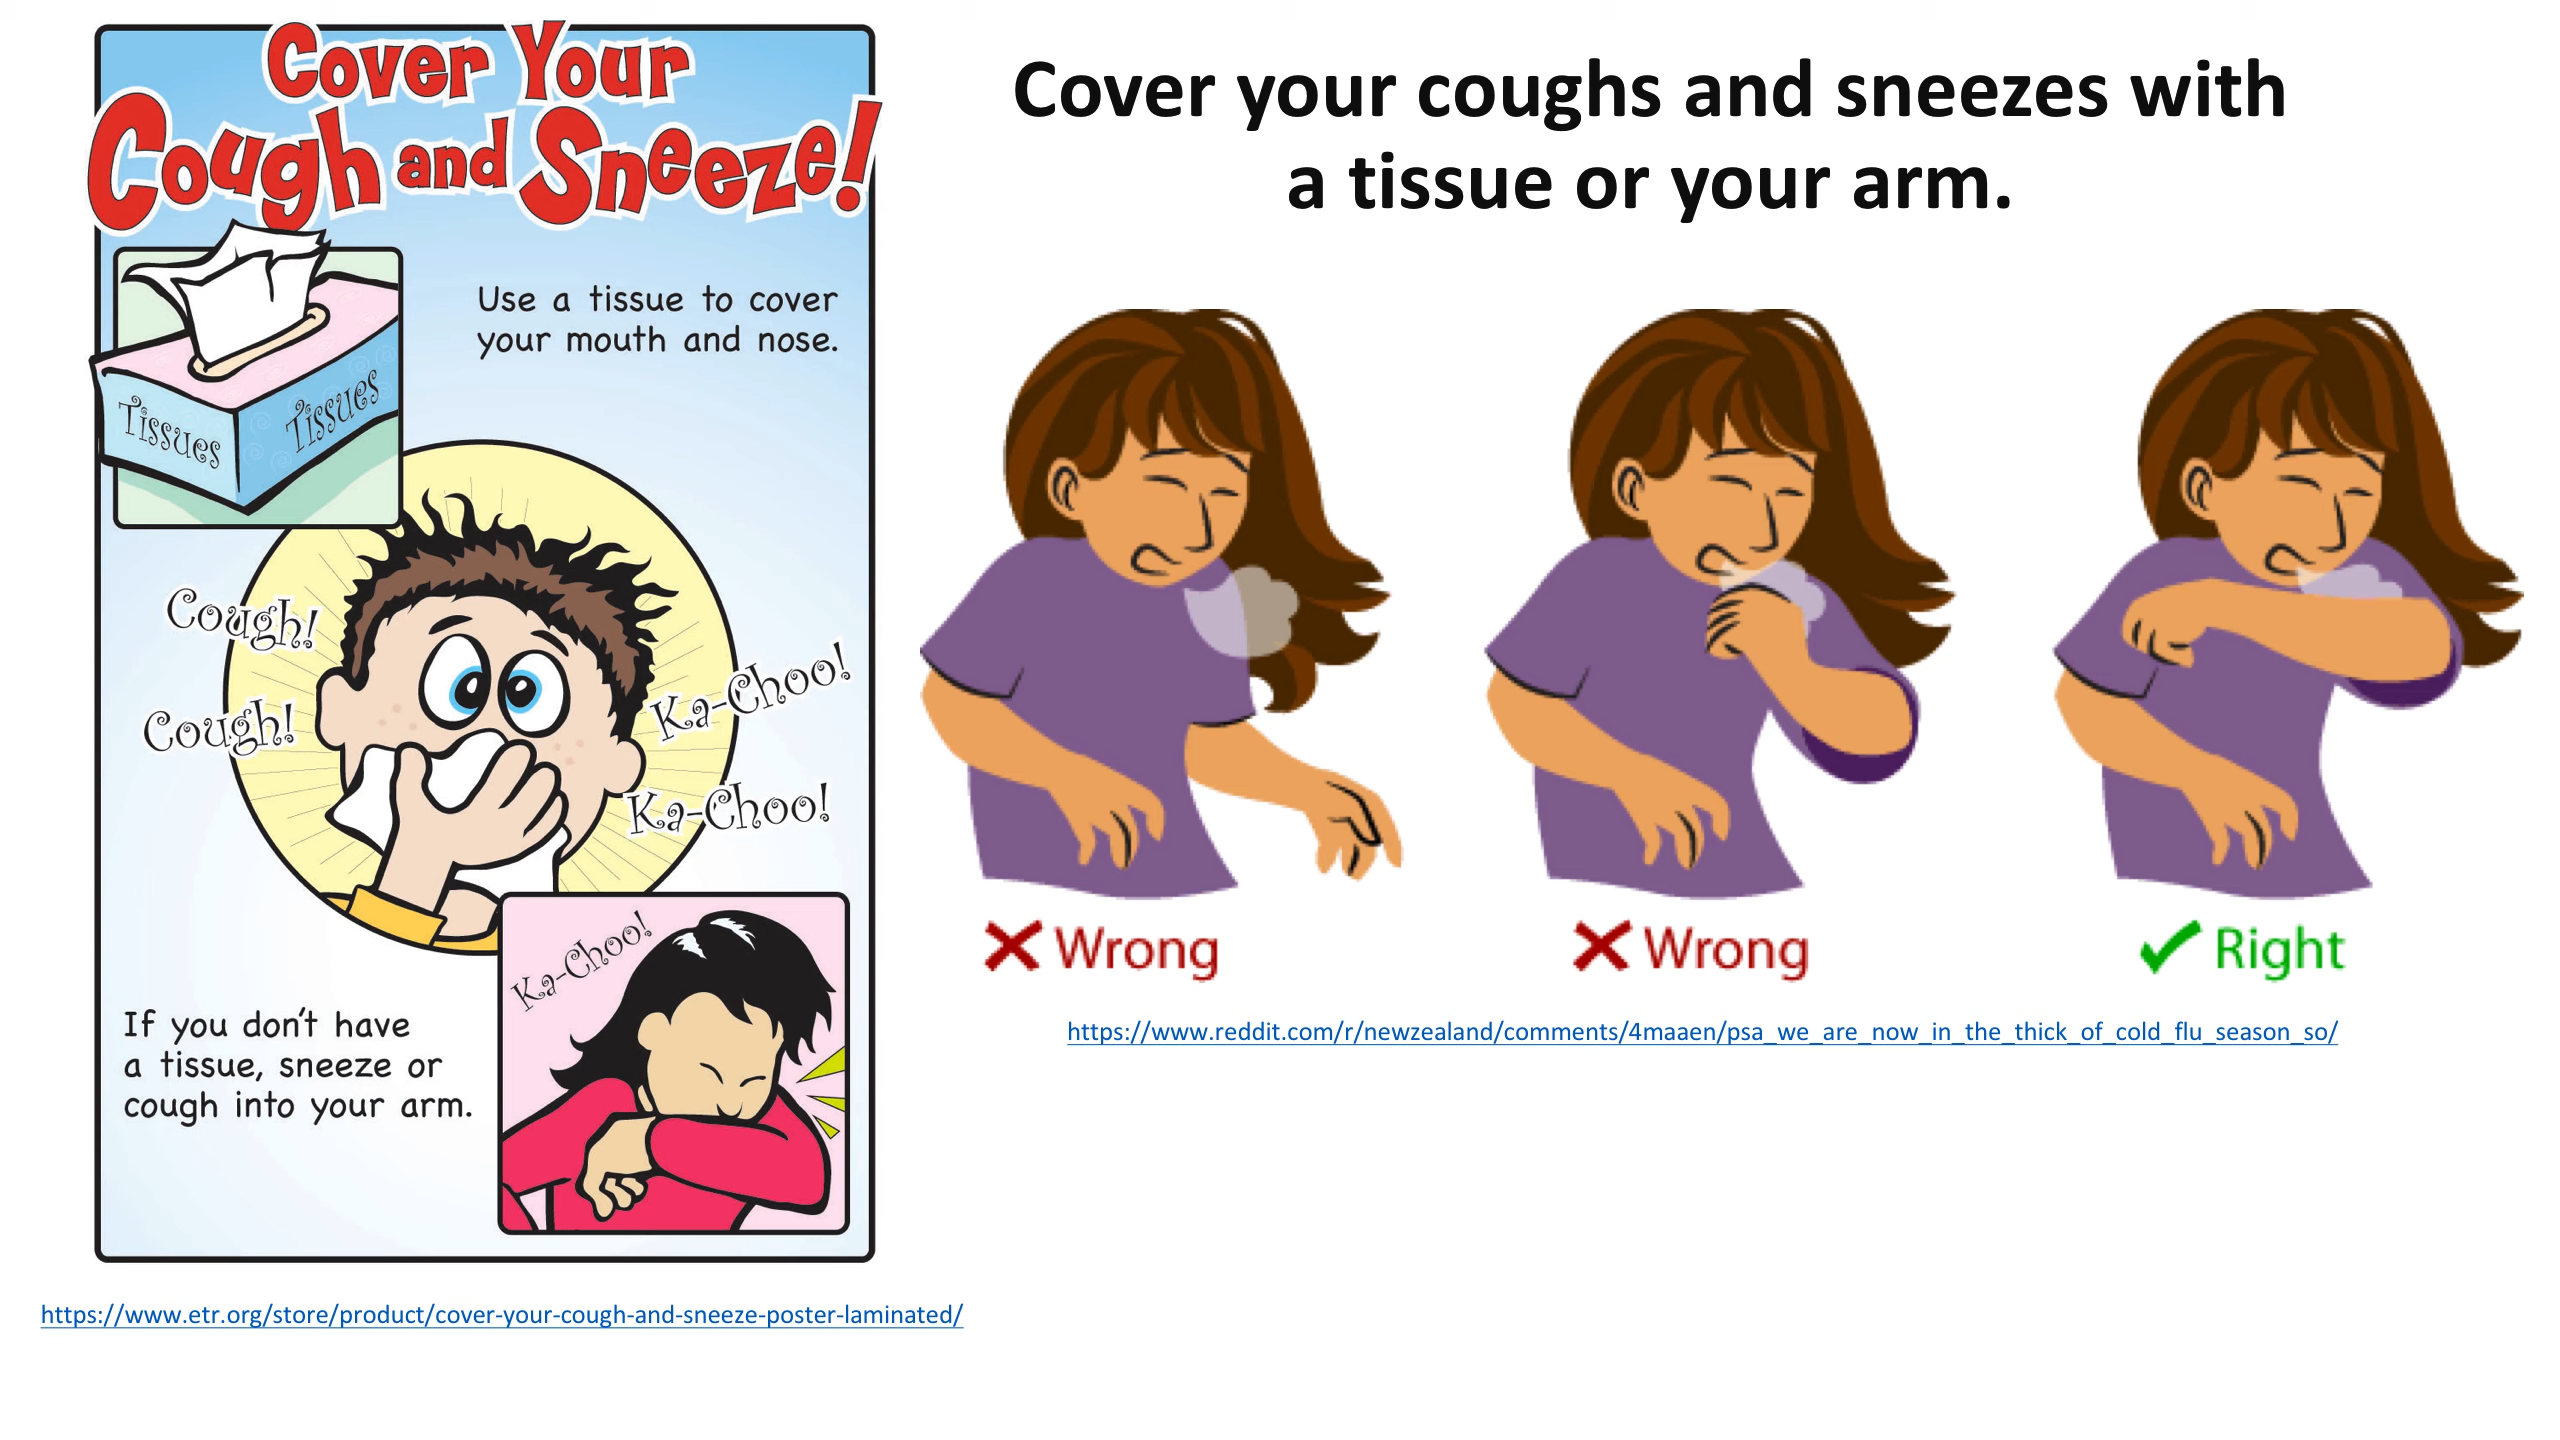 Cover Your
Cough and Sneeze!
Use a tissue to cover
your mouth and nose.
Tissues
Tissues
Cough!
Cough!
Ka-Choo!
Ka-Choo!
Ka-Choo!
If you don't have
a tissue, sneeze or
cough into your arm.
https://www.etr.org/store/product/cover-your-cough-and-sneeze-poster-laminated/
Cover your coughs and sneezes with
a tissue or your arm.
Wrong
Wrong
Right
https://www.reddit.com/r/newzealand/comments/4maaen/psa_we_are_now_in_the_thick_of_cold_flu_season_so/